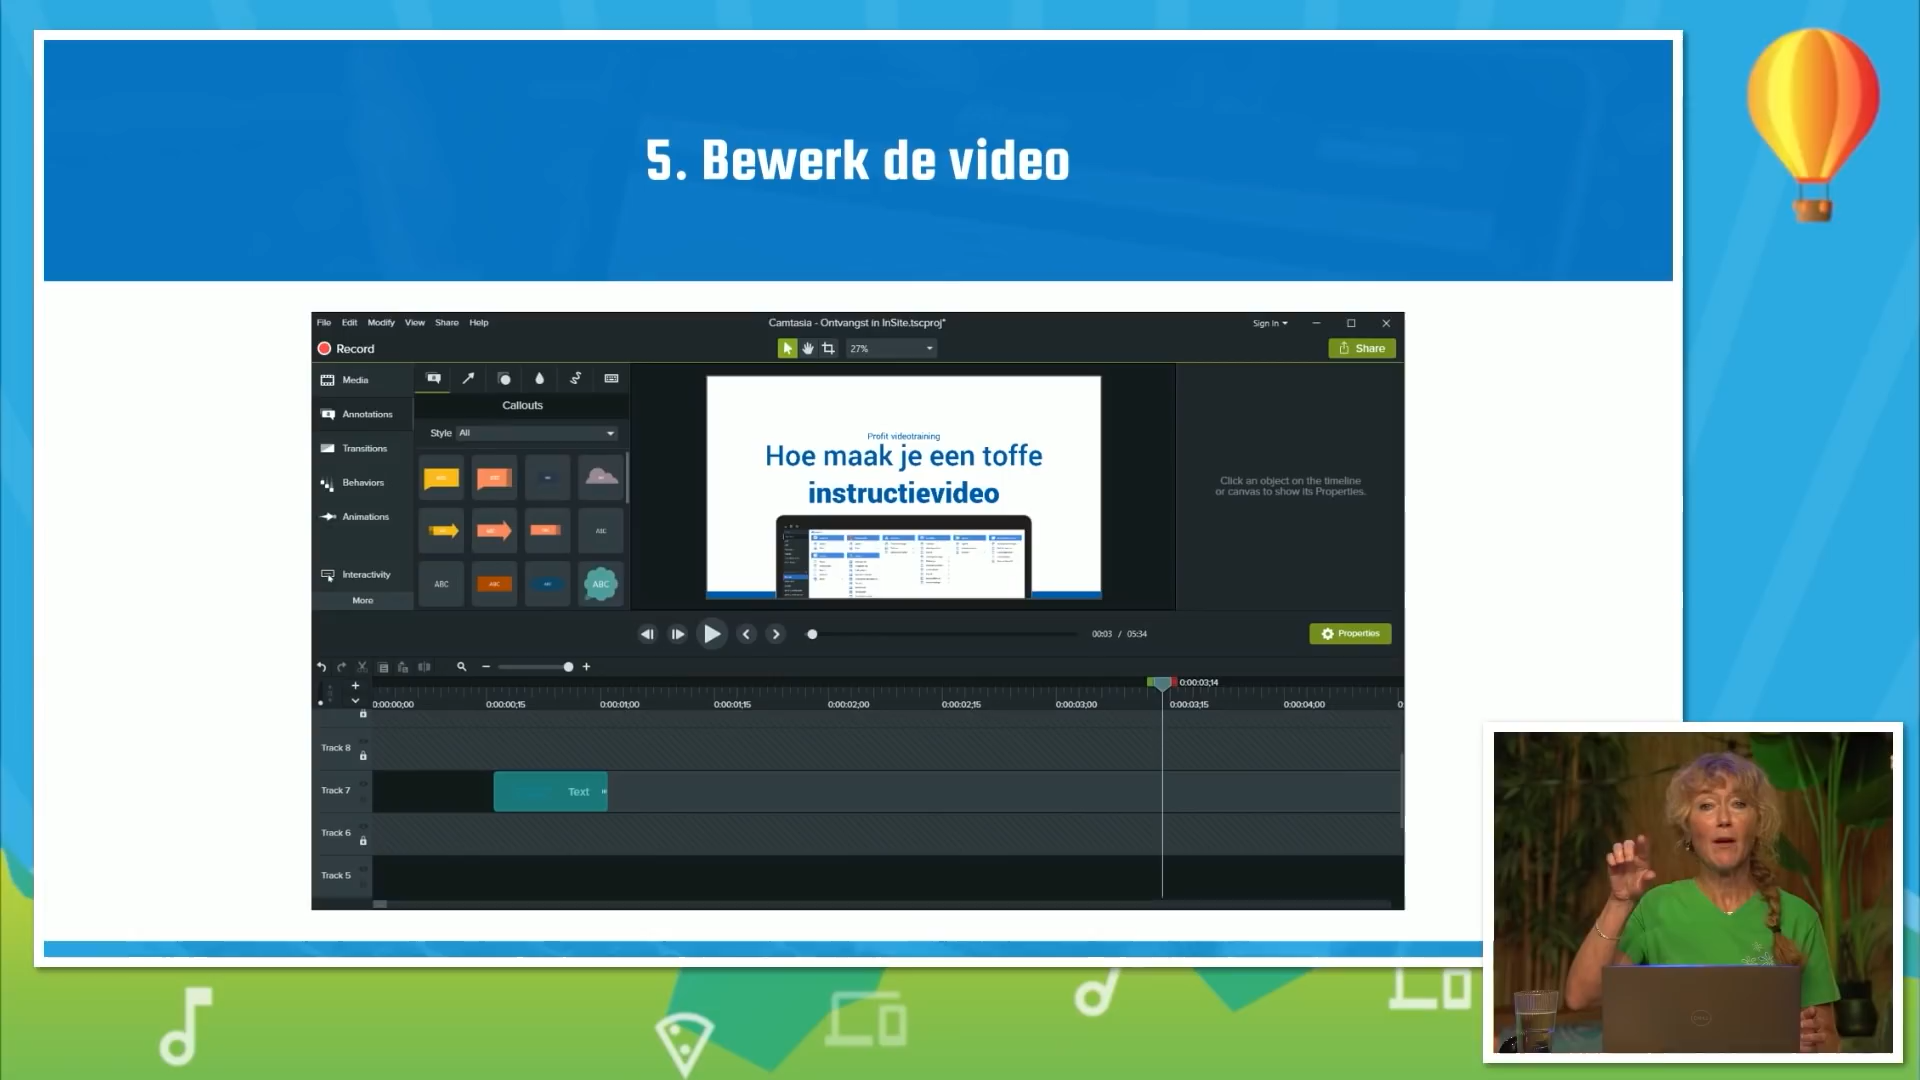 5. Bewerk de video
File Edit Modify View Share Help
Camtasia - Ontvangst in InSite.tscproj*
Sign In
Record
27%
Share
Media
Annotations
Transitions
Behaviors
Animations
Interactivity
More
Callouts
Style All
ABC
ABC
ABC
ABC
Profit videotraining
Hoe maak je een toffe
instructievideo
Click an object on the timeline
or canvas to show its Properties.
00:03 / 05:34
Properties
0:00:03;14
0:00:00;00 0:00:00;15 0:00:01;00 0:00:01;15 0:00:02;00 0:00:02;15 0:00:03;00 0:00:03;15 0:00:04;00
Track 8
Track 7
Text
Track 6
Track 5
DELL